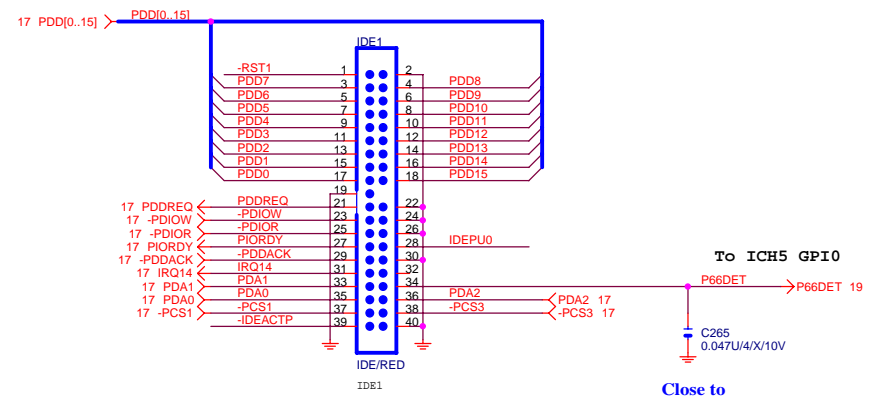 17 PDD[0..15] PDD[0..15]
IDE1
-RST1 1 2
PDD7 3 4 PDD8
PDD6 5 6 PDD9
PDD5 7 8 PDD10
PDD4 9 10 PDD11
PDD3 11 12 PDD12
PDD2 13 14 PDD13
PDD1 15 16 PDD14
PDD0 17 18 PDD15
19
17 PDDREQ PDDREQ 21 22
17 -PDIOW -PDIOW 23 24
17 -PDIOR -PDIOR 25 26
17 PIORDY PIORDY 27 28 IDEPU0
17 -PDDACK -PDDACK 29 30
17 IRQ14 IRQ14 31 32
17 PDA1 PDA1 33 34 P66DET P66DET 19
17 PDA0 PDA0 35 36 PDA2 PDA2 17
17 -PCS1 -PCS1 37 38 -PCS3 -PCS3 17
-IDEACTP 39 40
To ICH5 GPI0
C265
0.047U/4/X/10V
IDE/RED
IDE1
Close to